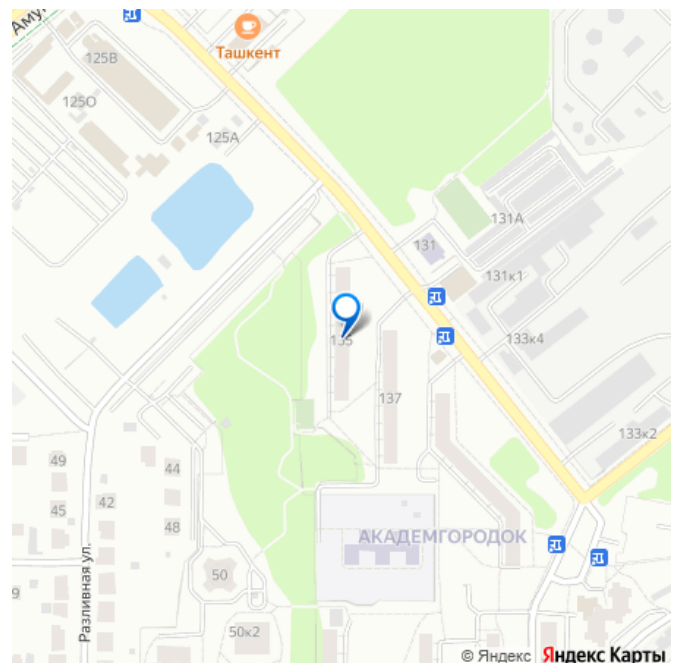 Аму
Ташкент
125В
125О
125А
131А
131
131к1
135
133к4
137
133к2
49
44
42
45
48
АКАДЕМГОРОДОК
Разливная ул.
50
9
50к2
© Яндекс Яндекс Карты